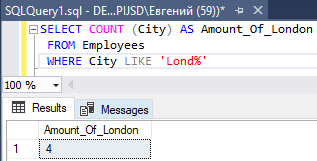 SQLQuery1.sql - DE...PIJSD\Евгений (59))*
SELECT COUNT (City) AS Amount_Of_London
FROM Employees
WHERE City LIKE 'Lond%'
100 %
Results Messages
Amount_Of_London
1 4